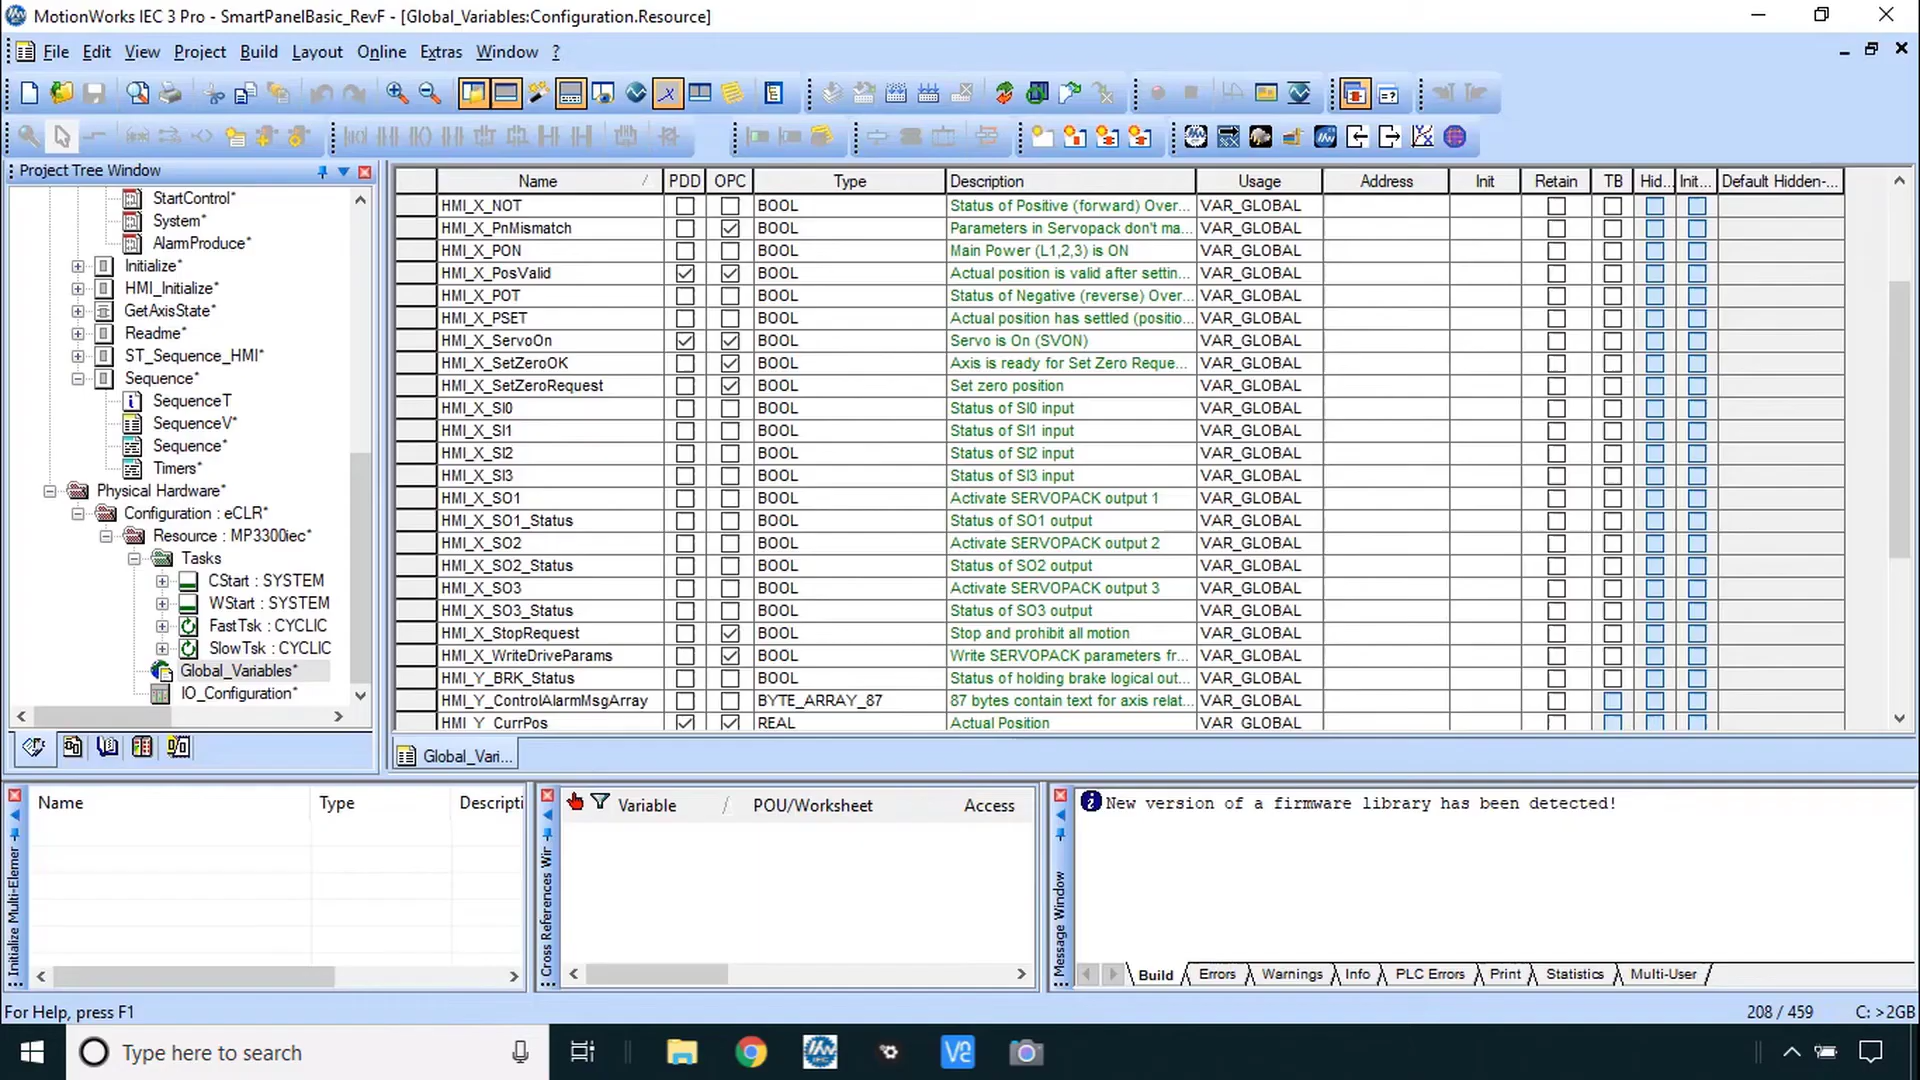 MotionWorks IEC 3 Pro - SmartPanelBasic_RevF - [Global_Variables:Configuration.Resource]
File Edit View Project Build Layout Online Extras Window ?
Project Tree Window
StartControl*
System*
AlarmProduce*
Initialize*
HMI_Initialize*
GetAxisState*
Readme*
ST_Sequence_HMI*
Sequence*
SequenceT
SequenceV*
Sequence*
Timers*
Physical Hardware*
Configuration : eCLR*
Resource : MP3300iec*
Tasks
CStart : SYSTEM
WStart : SYSTEM
FastTsk : CYCLIC
SlowTsk : CYCLIC
Global_Variables*
IO_Configuration*
Name / PDD OPC Type Description Usage Address Init Retain TB Hid... Init... Default Hidden-...
HMI_X_NOT BOOL Status of Positive (forward) Over... VAR_GLOBAL
HMI_X_PnMismatch BOOL Parameters in Servopack don't ma... VAR_GLOBAL
HMI_X_PON BOOL Main Power (L1,2,3) is ON VAR_GLOBAL
HMI_X_PosValid BOOL Actual position is valid after settin... VAR_GLOBAL
HMI_X_POT BOOL Status of Negative (reverse) Over... VAR_GLOBAL
HMI_X_PSET BOOL Actual position has settled (positio... VAR_GLOBAL
HMI_X_ServoOn BOOL Servo is On (SVON) VAR_GLOBAL
HMI_X_SetZeroOK BOOL Axis is ready for Set Zero Reque... VAR_GLOBAL
HMI_X_SetZeroRequest BOOL Set zero position VAR_GLOBAL
HMI_X_SI0 BOOL Status of SI0 input VAR_GLOBAL
HMI_X_SI1 BOOL Status of SI1 input VAR_GLOBAL
HMI_X_SI2 BOOL Status of SI2 input VAR_GLOBAL
HMI_X_SI3 BOOL Status of SI3 input VAR_GLOBAL
HMI_X_SO1 BOOL Activate SERVOPACK output 1 VAR_GLOBAL
HMI_X_SO1_Status BOOL Status of SO1 output VAR_GLOBAL
HMI_X_SO2 BOOL Activate SERVOPACK output 2 VAR_GLOBAL
HMI_X_SO2_Status BOOL Status of SO2 output VAR_GLOBAL
HMI_X_SO3 BOOL Activate SERVOPACK output 3 VAR_GLOBAL
HMI_X_SO3_Status BOOL Status of SO3 output VAR_GLOBAL
HMI_X_StopRequest BOOL Stop and prohibit all motion VAR_GLOBAL
HMI_X_WriteDriveParams BOOL Write SERVOPACK parameters fr... VAR_GLOBAL
HMI_Y_BRK_Status BOOL Status of holding brake logical out... VAR_GLOBAL
HMI_Y_ControlAlarmMsgArray BYTE_ARRAY_87 87 bytes contain text for axis relat... VAR_GLOBAL
HMI_Y_CurrPos REAL Actual Position VAR_GLOBAL
Global_Vari...
Initialize Multi-Elemer
Name Type Descripti
Cross References Wir
Variable / POU/Worksheet Access
Message Window
New version of a firmware library has been detected!
Build Errors Warnings Info PLC Errors Print Statistics Multi-User
For Help, press F1 208 / 459 C: >2GB
Type here to search